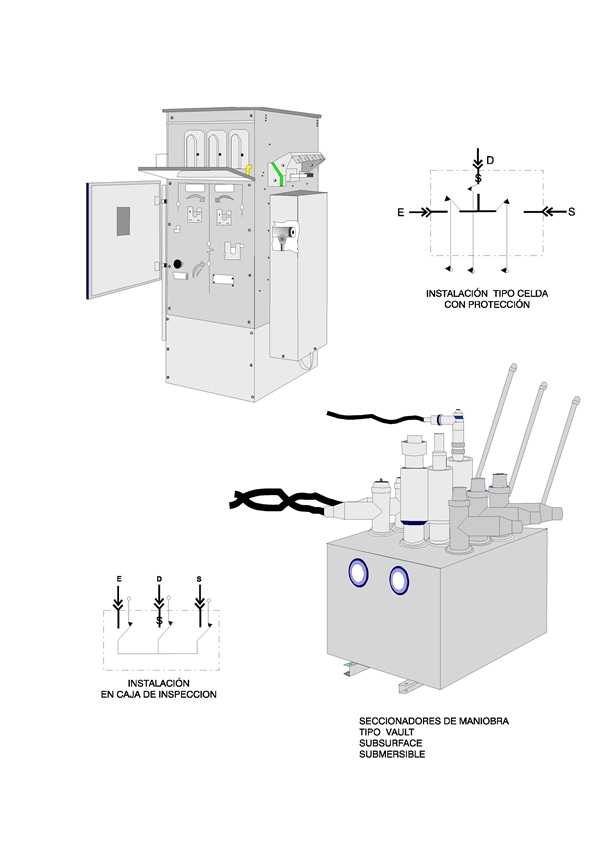 D
S
E
S
INSTALACIÓN TIPO CELDA
CON PROTECCIÓN
E D S
S
INSTALACIÓN
EN CAJA DE INSPECCION
SECCIONADORES DE MANIOBRA
TIPO VAULT
SUBSURFACE
SUBMERSIBLE